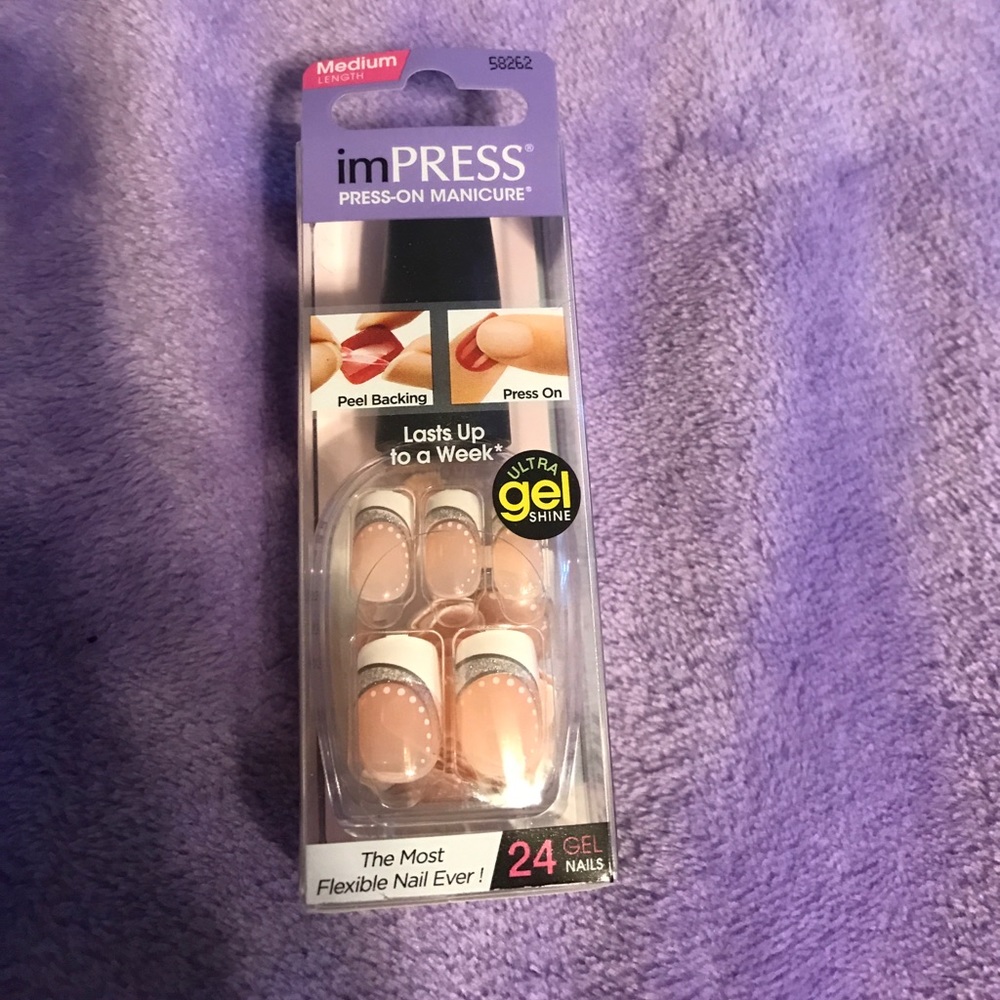 Medium
LENGTH
58262
imPRESS®
PRESS-ON MANICURE®
Peel Backing
Press On
Lasts Up
to a Week*
ULTRA
gel
SHINE
The Most
Flexible Nail Ever!
24 GEL
NAILS